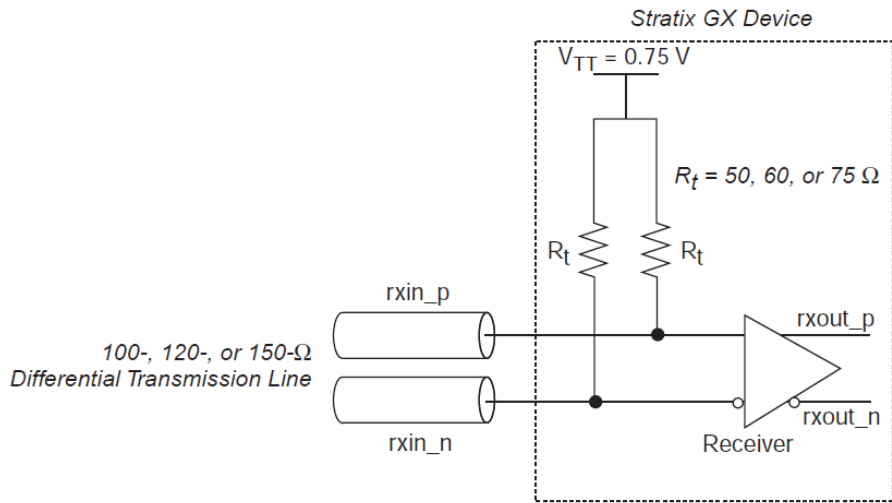 Stratix GX Device
VTT = 0.75 V
Rt = 50, 60, or 75 Ω
Rt
Rt
rxin_p
rxout_p
100-, 120-, or 150-Ω
Differential Transmission Line
rxin_n
rxout_n
Receiver